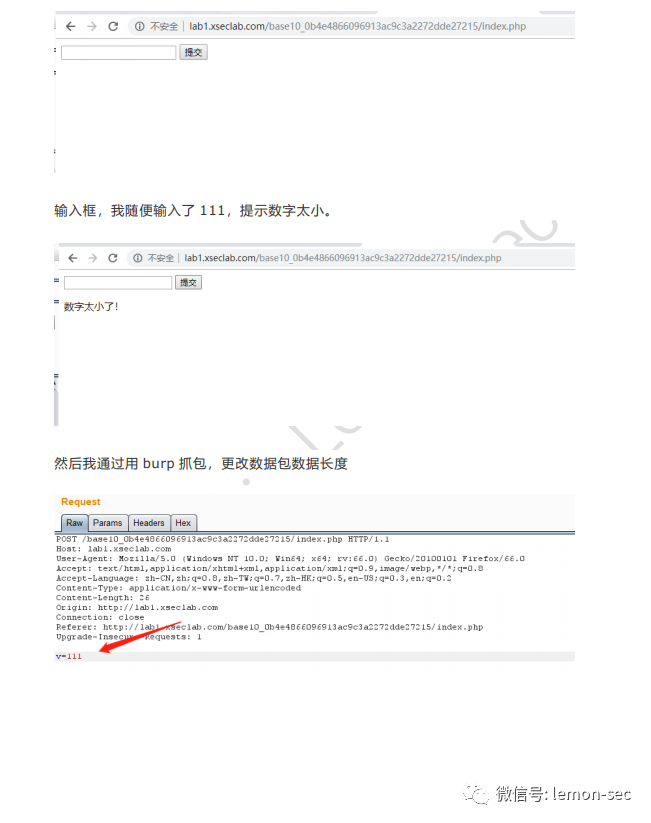 不安全 | lab1.xseclab.com/base10_0b4e4866096913ac9c3a2272dde27215/index.php
提交
输入框，我随便输入了 111，提示数字太小。
不安全 | lab1.xseclab.com/base10_0b4e4866096913ac9c3a2272dde27215/index.php
提交
数字太小了!
然后我通过用 burp 抓包，更改数据包数据长度
Request
Raw Params Headers Hex
POST /base10_0b4e4866096913ac9c3a2272dde27215/index.php HTTP/1.1
Host: lab1.xseclab.com
User-Agent: Mozilla/5.0 (Windows NT 10.0; Win64; x64; rv:66.0) Gecko/20100101 Firefox/66.0
Accept: text/html,application/xhtml+xml,application/xml;q=0.9,image/webp,*/*;q=0.8
Accept-Language: zh-CN,zh;q=0.8,zh-TW;q=0.7,zh-HK;q=0.5,en-US;q=0.3,en;q=0.2
Content-Type: application/x-www-form-urlencoded
Content-Length: 26
Origin: http://lab1.xseclab.com
Connection: close
Referer: http://lab1.xseclab.com/base10_0b4e4866096913ac9c3a2272dde27215/index.php
Upgrade-Insecure-Requests: 1
v=111
微信号: lemon-sec